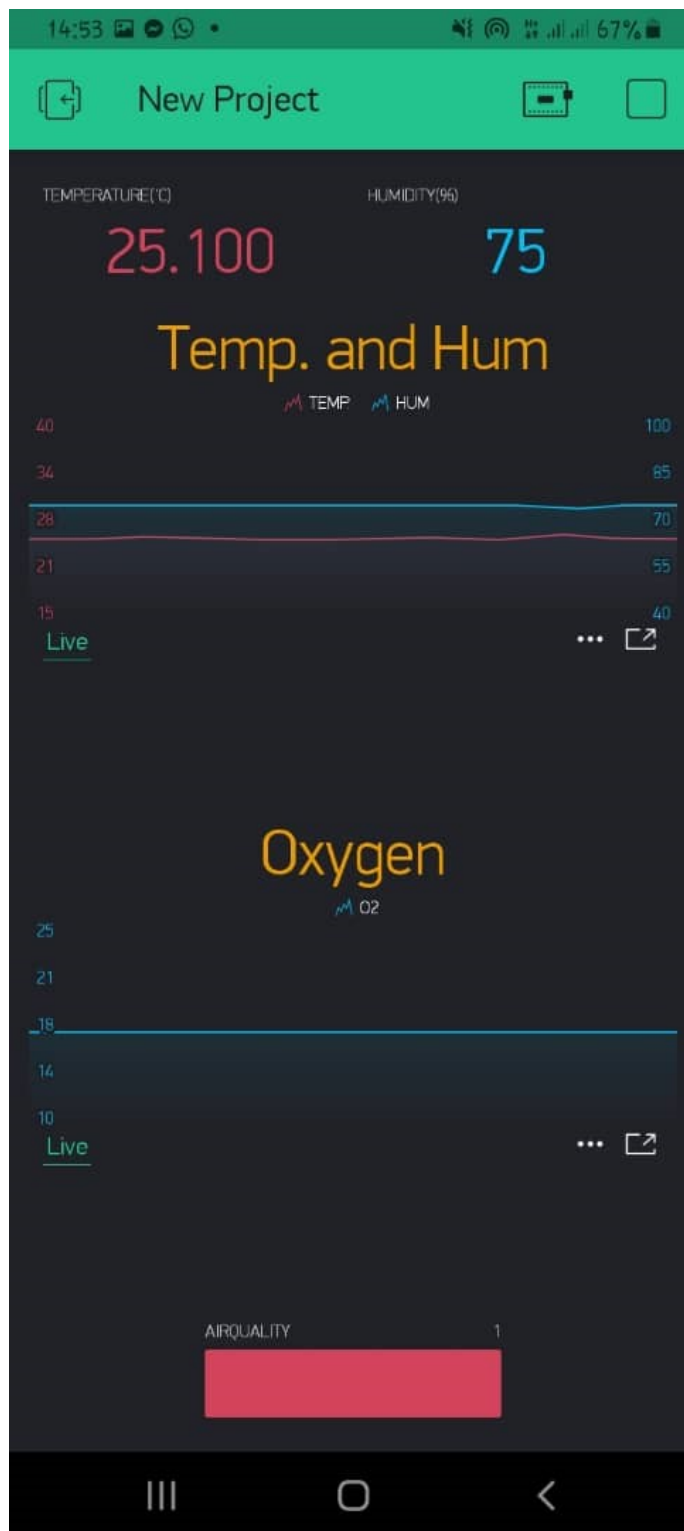 14:53 67%
New Project
TEMPERATURE(°C) HUMIDITY(%)
25.100 75
Temp. and Hum
TEMP HUM
40 100
34 85
28 70
21 55
15 40
Live
Oxygen
O2
25
21
18
14
10
Live
AIRQUALITY 1